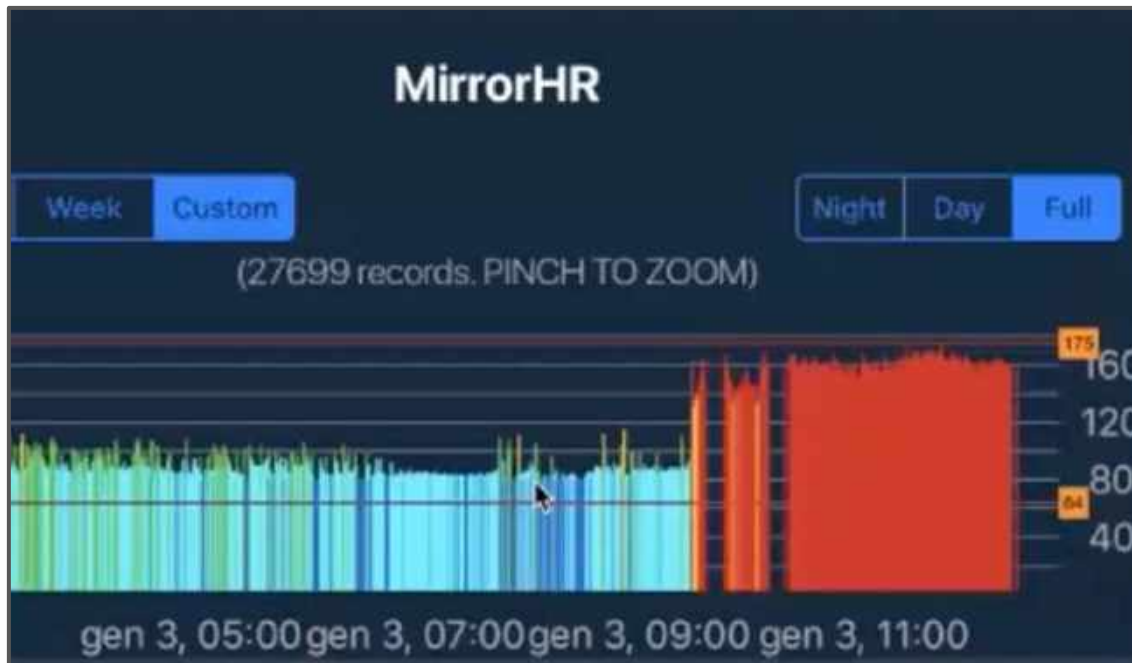 MirrorHR
Week Custom Night Day Full
(27699 records. PINCH TO ZOOM)
175
160
120
80
64
40
gen 3, 05:00 gen 3, 07:00 gen 3, 09:00 gen 3, 11:00